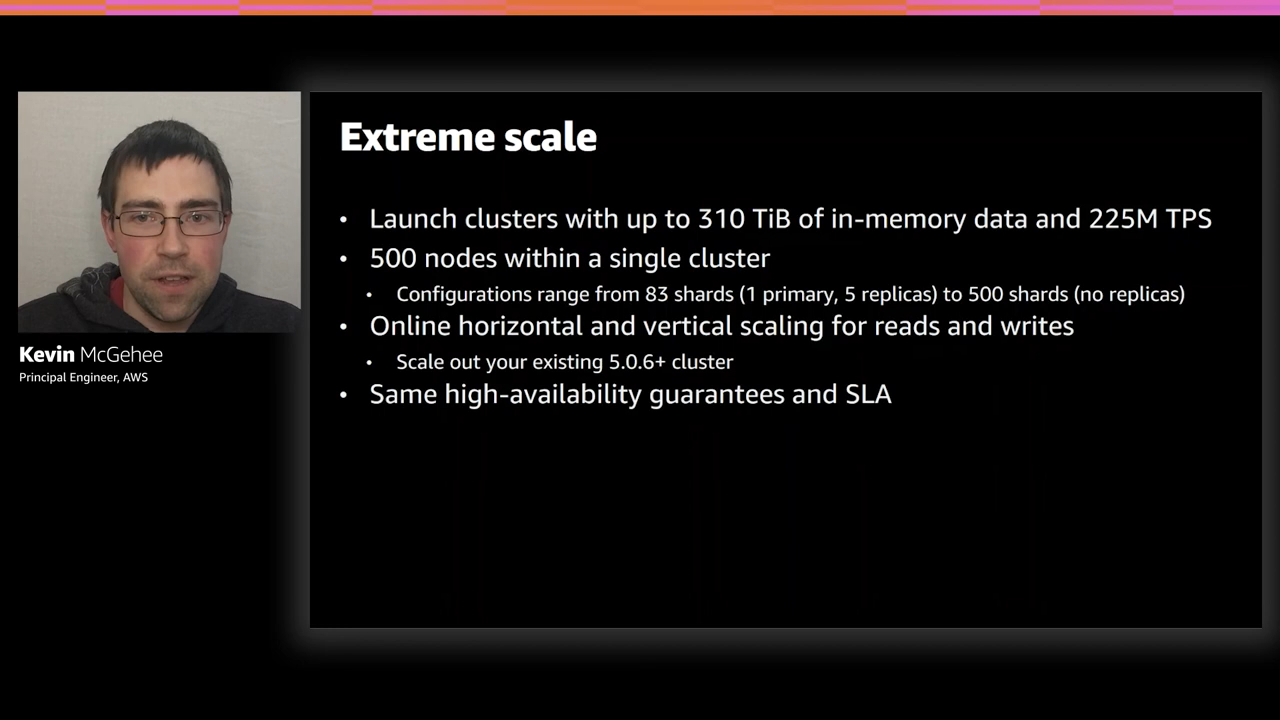 Extreme scale
• Launch clusters with up to 310 TiB of in-memory data and 225M TPS
• 500 nodes within a single cluster
• Configurations range from 83 shards (1 primary, 5 replicas) to 500 shards (no replicas)
• Online horizontal and vertical scaling for reads and writes
• Scale out your existing 5.0.6+ cluster
• Same high-availability guarantees and SLA
Kevin McGehee
Principal Engineer, AWS